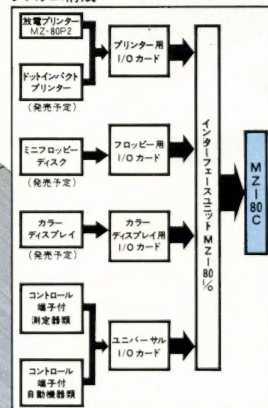 放電プリンター
MZ-80P2
ドットインパクト
プリンター
(発売予定)
プリンター用
I/Oカード
ミニフロッピー
ディスク
(発売予定)
フロッピー用
I/Oカード
カラー
ディスプレイ
(発売予定)
カラー
ディスプレイ用
I/Oカード
コントロール
端子付
測定器類
コントロール
端子付
自動機器類
ユニバーサル
I/Oカード
インターフェースユニットMZ-80I/O
MZ-80C